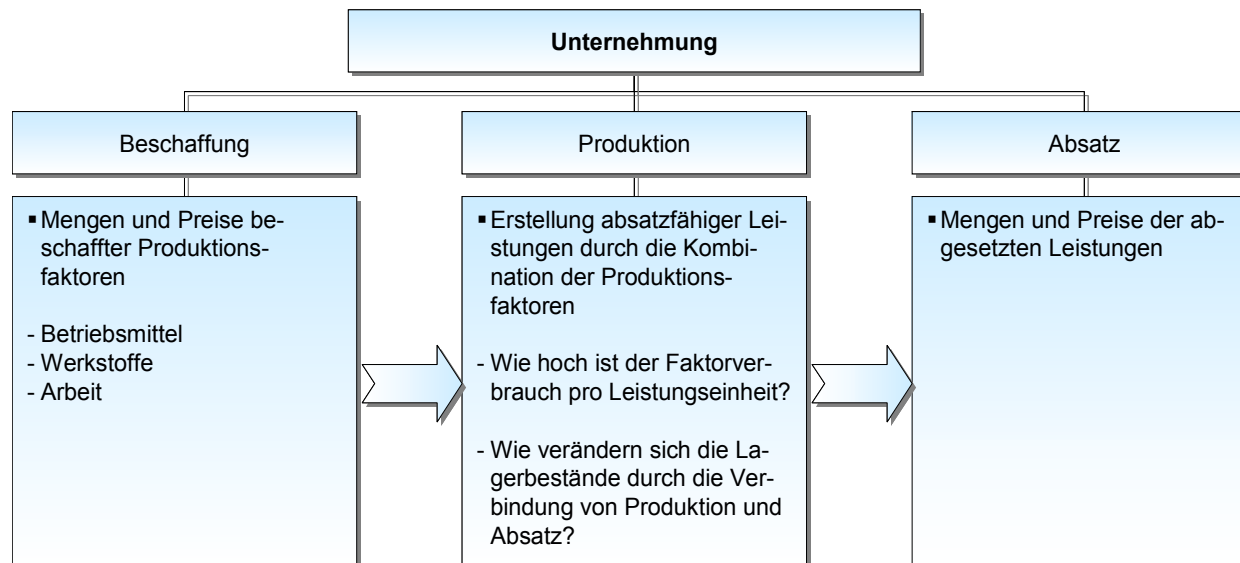 Unternehmung
Beschaffung
Produktion
Absatz
▪ Mengen und Preise be-
schaffter Produktions-
faktoren
- Betriebsmittel
- Werkstoffe
- Arbeit
▪ Erstellung absatzfähiger Lei-
stungen durch die Kombi-
nation der Produktions-
faktoren
- Wie hoch ist der Faktorver-
brauch pro Leistungseinheit?
- Wie verändern sich die La-
gerbestände durch die Ver-
bindung von Produktion und
Absatz?
▪ Mengen und Preise der ab-
gesetzten Leistungen